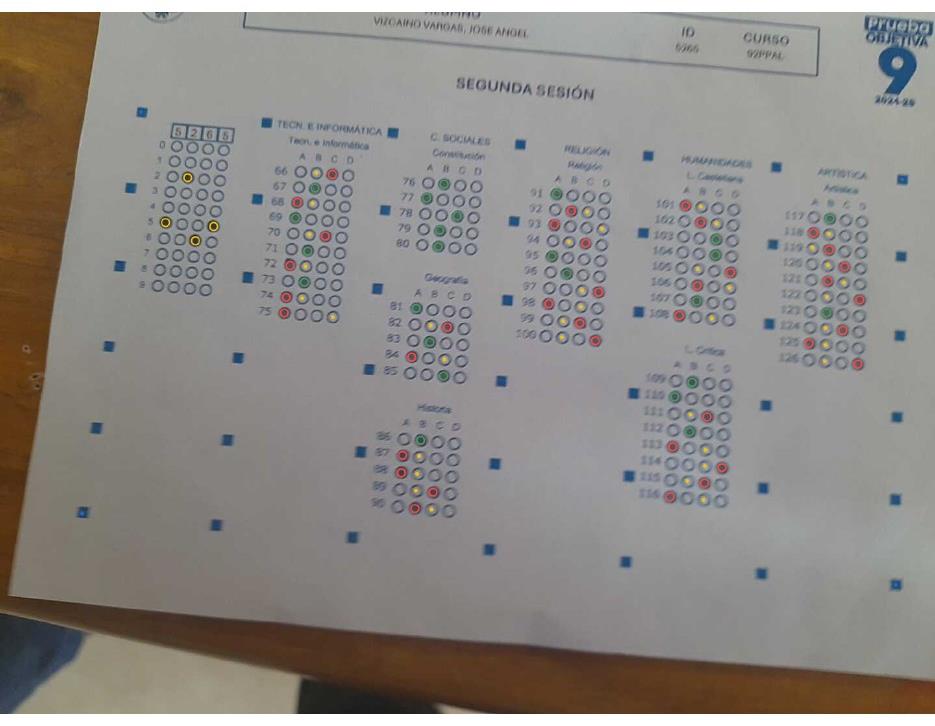 VIZCAINO VARGAS, JOSE ANGEL
ID
5265
CURSO
92PPAL
Prueba
OBJETIVA
9
2024-25
SEGUNDA SESIÓN
5 2 6 5
0
1
2
3
4
5
6
7
8
9
TECN. E INFORMÁTICA
Tecn. e Informática
A B C D
66
67
68
69
70
71
72
73
74
75
C. SOCIALES
Constitución
A B C D
76
77
78
79
80
Geografía
A B C D
81
82
83
84
85
Historia
A B C D
86
87
88
89
90
RELIGIÓN
Religión
A B C D
91
92
93
94
95
96
97
98
99
100
HUMANIDADES
L. Castellana
A B C D
101
102
103
104
105
106
107
108
L. Crítica
A B C D
109
110
111
112
113
114
115
116
ARTÍSTICA
Artística
A B C D
117
118
119
120
121
122
123
124
125
126